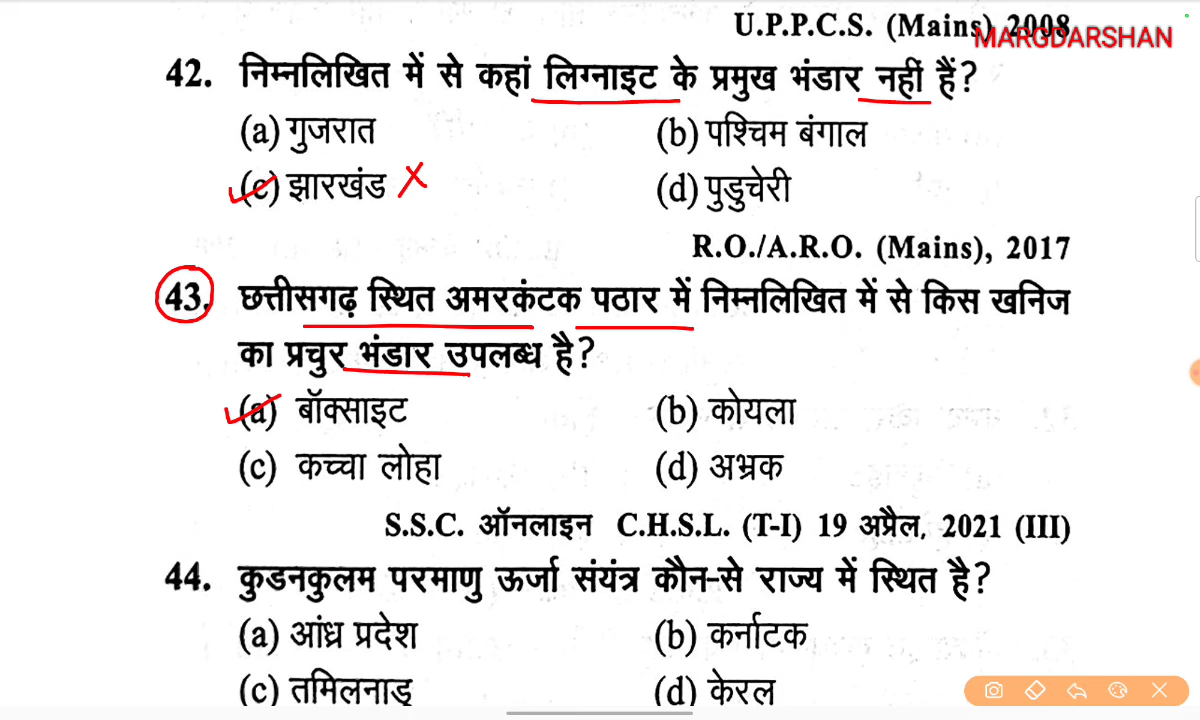 U.P.P.C.S. (Mains) 2008
MARGDARSHAN
42. निम्नलिखित में से कहां लिग्नाइट के प्रमुख भंडार नहीं हैं?
(a) गुजरात (b) पश्चिम बंगाल
(c) झारखंड (d) पुडुचेरी
R.O./A.R.O. (Mains), 2017
43. छत्तीसगढ़ स्थित अमरकंटक पठार में निम्नलिखित में से किस खनिज
का प्रचुर भंडार उपलब्ध है?
(a) बॉक्साइट (b) कोयला
(c) कच्चा लोहा (d) अभ्रक
S.S.C. ऑनलाइन C.H.S.L. (T-I) 19 अप्रैल, 2021 (III)
44. कुडनकुलम परमाणु ऊर्जा संयंत्र कौन-से राज्य में स्थित है?
(a) आंध्र प्रदेश (b) कर्नाटक
(c) तमिलनाडु (d) केरल